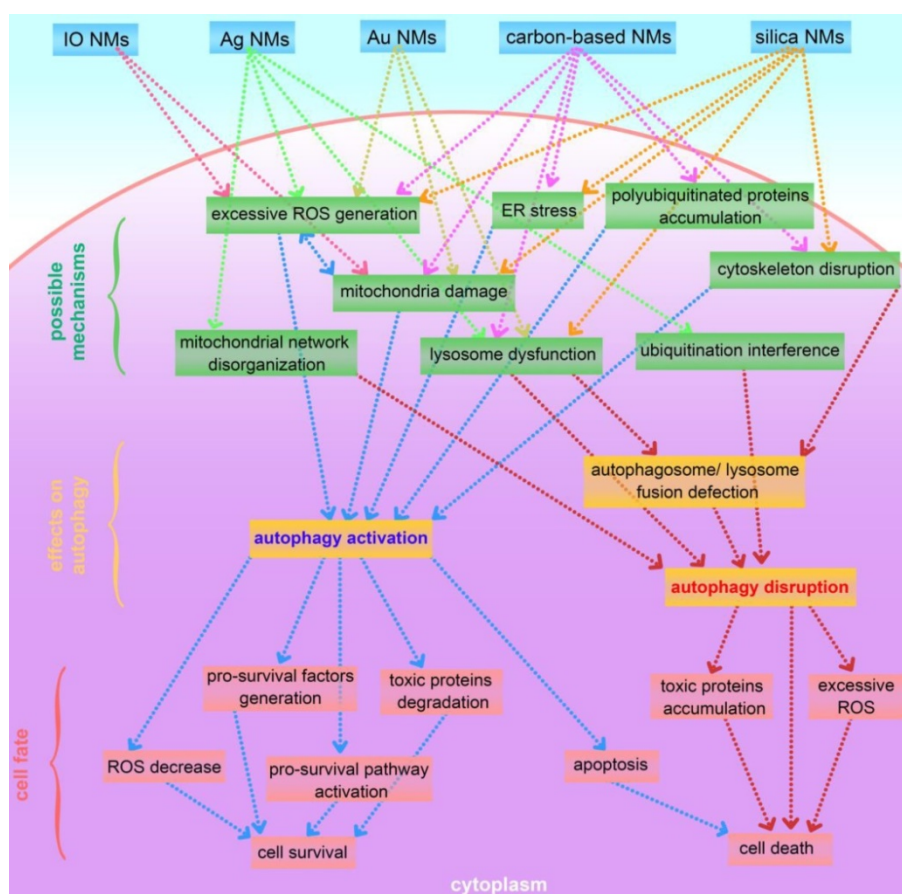 IO NMs
Ag NMs
Au NMs
carbon-based NMs
silica NMs
excessive ROS generation
ER stress
polyubiquitinated proteins
accumulation
cytoskeleton disruption
possible
mechanisms
mitochondria damage
mitochondrial network
disorganization
lysosome dysfunction
ubiquitination interference
effects on
autophagy
autophagosome/ lysosome
fusion defection
autophagy activation
autophagy disruption
cell fate
pro-survival factors
generation
toxic proteins
degradation
toxic proteins
accumulation
excessive
ROS
ROS decrease
pro-survival pathway
activation
apoptosis
cell survival
cell death
cytoplasm